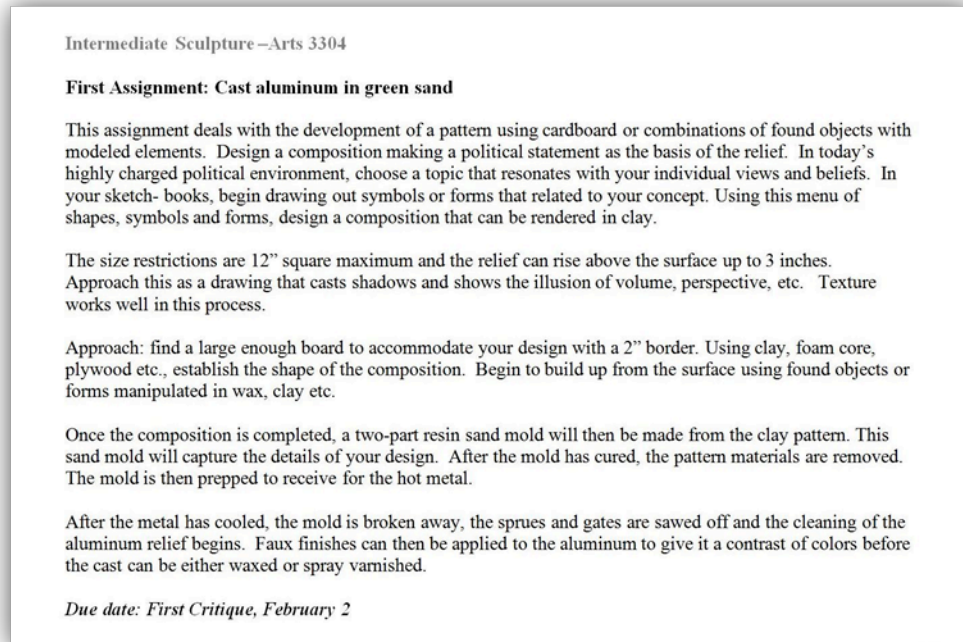 Intermediate Sculpture–Arts 3304
First Assignment: Cast aluminum in green sand
This assignment deals with the development of a pattern using cardboard or combinations of found objects with
modeled elements.  Design a composition making a political statement as the basis of the relief.  In today’s
highly charged political environment, choose a topic that resonates with your individual views and beliefs.  In
your sketch- books, begin drawing out symbols or forms that related to your concept. Using this menu of
shapes, symbols and forms, design a composition that can be rendered in clay.
The size restrictions are 12” square maximum and the relief can rise above the surface up to 3 inches.
Approach this as a drawing that casts shadows and shows the illusion of volume, perspective, etc.   Texture
works well in this process.
Approach: find a large enough board to accommodate your design with a 2” border. Using clay, foam core,
plywood etc., establish the shape of the composition.  Begin to build up from the surface using found objects or
forms manipulated in wax, clay etc.
Once the composition is completed, a two-part resin sand mold will then be made from the clay pattern. This
sand mold will capture the details of your design.  After the mold has cured, the pattern materials are removed.
The mold is then prepped to receive for the hot metal.
After the metal has cooled, the mold is broken away, the sprues and gates are sawed off and the cleaning of the
aluminum relief begins.  Faux finishes can then be applied to the aluminum to give it a contrast of colors before
the cast can be either waxed or spray varnished.
Due date: First Critique, February 2